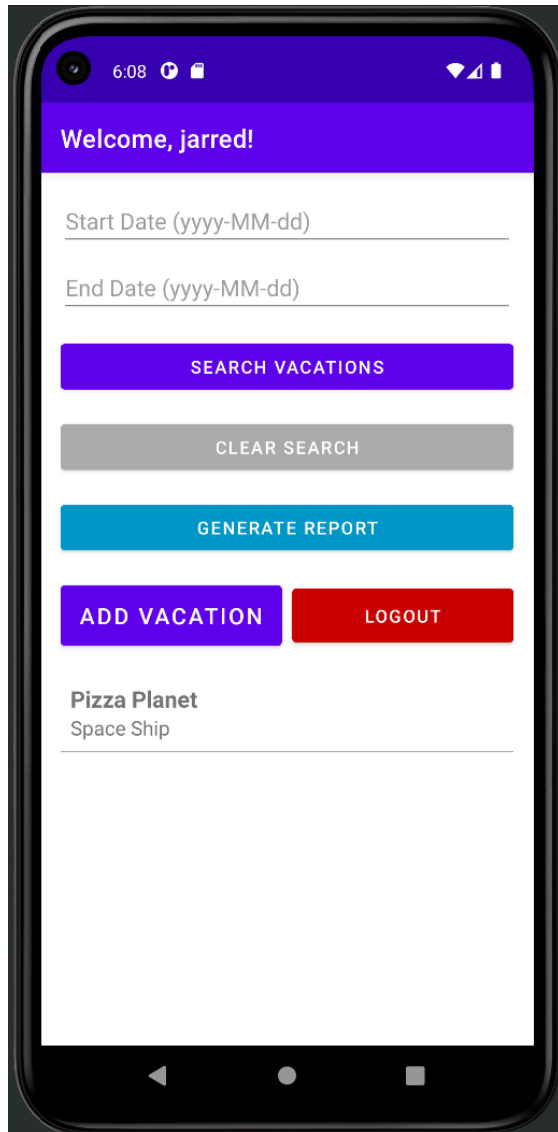 6:08
Welcome, jarred!
Start Date (yyyy-MM-dd)
End Date (yyyy-MM-dd)
SEARCH VACATIONS
CLEAR SEARCH
GENERATE REPORT
ADD VACATION LOGOUT
Pizza Planet
Space Ship